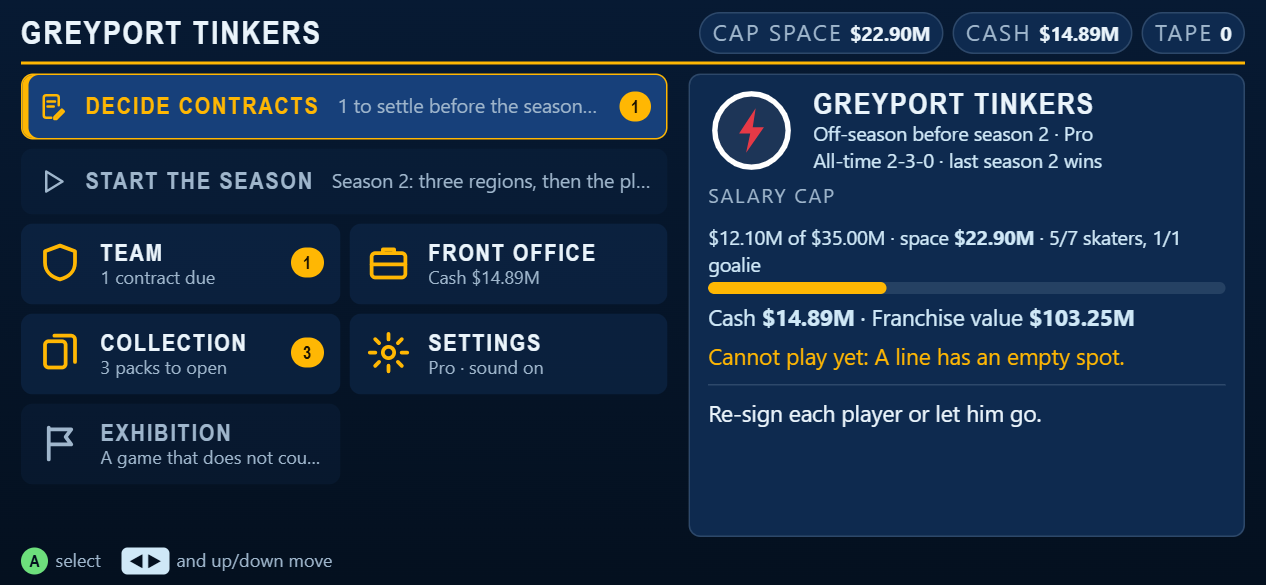 GREYPORT TINKERS
CAP SPACE $22.90M
CASH $14.89M
TAPE 0
DECIDE CONTRACTS 1 to settle before the season... 1
START THE SEASON Season 2: three regions, then the pl...
TEAM
1 contract due
1
FRONT OFFICE
Cash $14.89M
COLLECTION
3 packs to open
3
SETTINGS
Pro · sound on
EXHIBITION
A game that does not cou...
GREYPORT TINKERS
Off-season before season 2 · Pro
All-time 2-3-0 · last season 2 wins
SALARY CAP
$12.10M of $35.00M · space $22.90M · 5/7 skaters, 1/1
goalie
Cash $14.89M · Franchise value $103.25M
Cannot play yet: A line has an empty spot.
Re-sign each player or let him go.
A select and up/down move